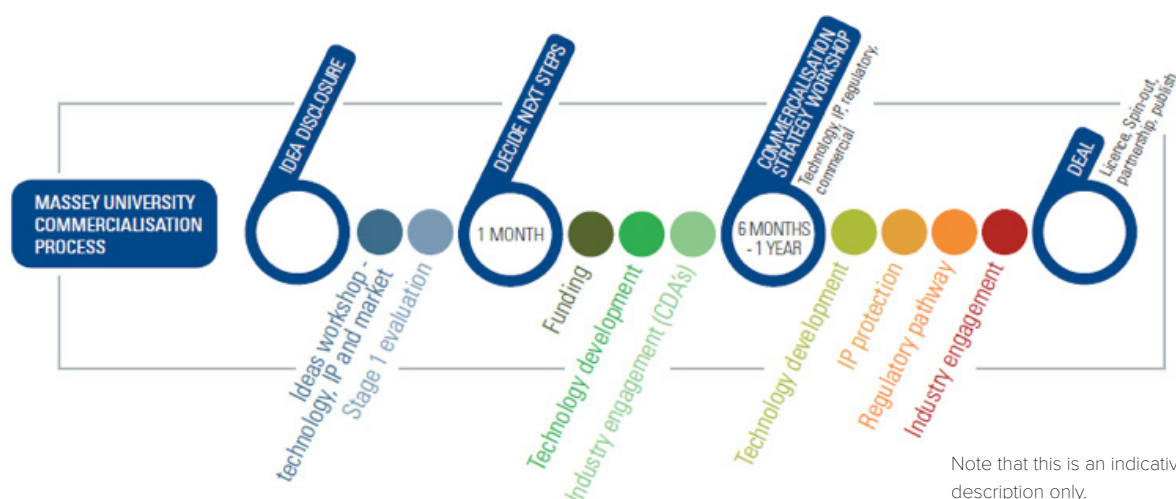 MASSEY UNIVERSITY
COMMERCIALISATION
PROCESS
IDEA DISCLOSURE
Ideas workshop -
technology, IP and market
Stage 1 evaluation
DECIDE NEXT STEPS
1 MONTH
Funding
Technology development
Industry engagement (CDA's)
COMMERCIALISATION
STRATEGY WORKSHOP
Technology, IP, regulatory,
commercial
6 MONTHS
- 1 YEAR
Technology development
IP protection
Regulatory pathway
Industry engagement
DEAL
Licence, Spin-out,
partnership, publish
Note that this is an indicativ
description only.